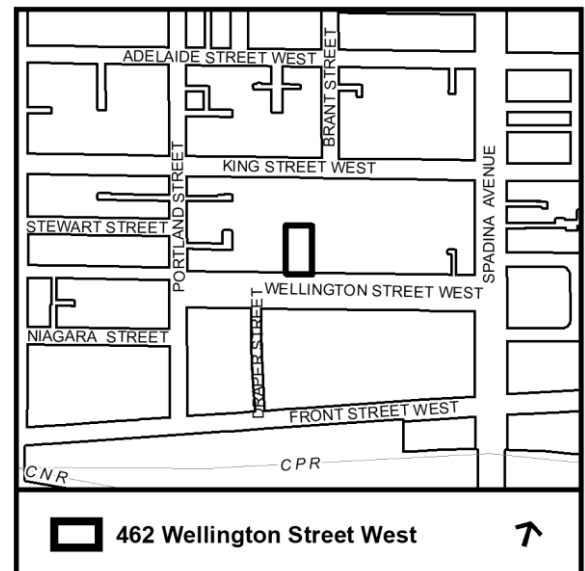 ADELAIDE STREET WEST
BRANT STREET
KING STREET WEST
PORTLAND STREET
SPADINA AVENUE
STEWART STREET
WELLINGTON STREET WEST
DRAPER STREET
NIAGARA STREET
FRONT STREET WEST
CPR
CNR
462 Wellington Street West